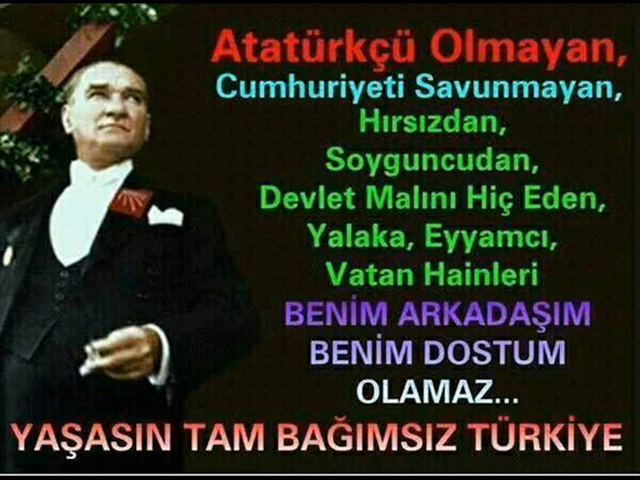 Atatürkçü Olmayan,
Cumhuriyeti Savunmayan,
Hırsızdan,
Soyguncudan,
Devlet Malını Hiç Eden,
Yalaka, Eyyamcı,
Vatan Hainleri
BENİM ARKADAŞIM
BENİM DOSTUM
OLAMAZ...
YAŞASIN TAM BAĞIMSIZ TÜRKİYE